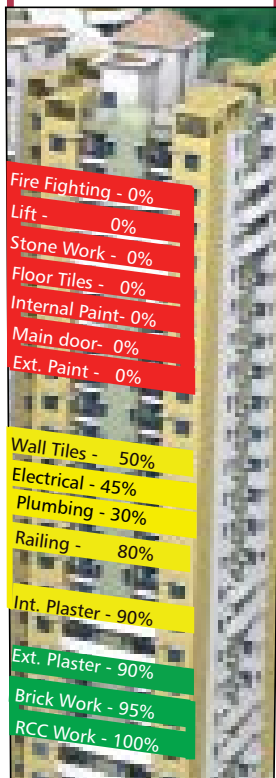 Fire Fighting - 0%
Lift - 0%
Stone Work - 0%
Floor Tiles - 0%
Internal Paint- 0%
Main door- 0%
Ext. Paint - 0%
Wall Tiles - 50%
Electrical - 45%
Plumbing - 30%
Railing - 80%
Int. Plaster - 90%
Ext. Plaster - 90%
Brick Work - 95%
RCC Work - 100%